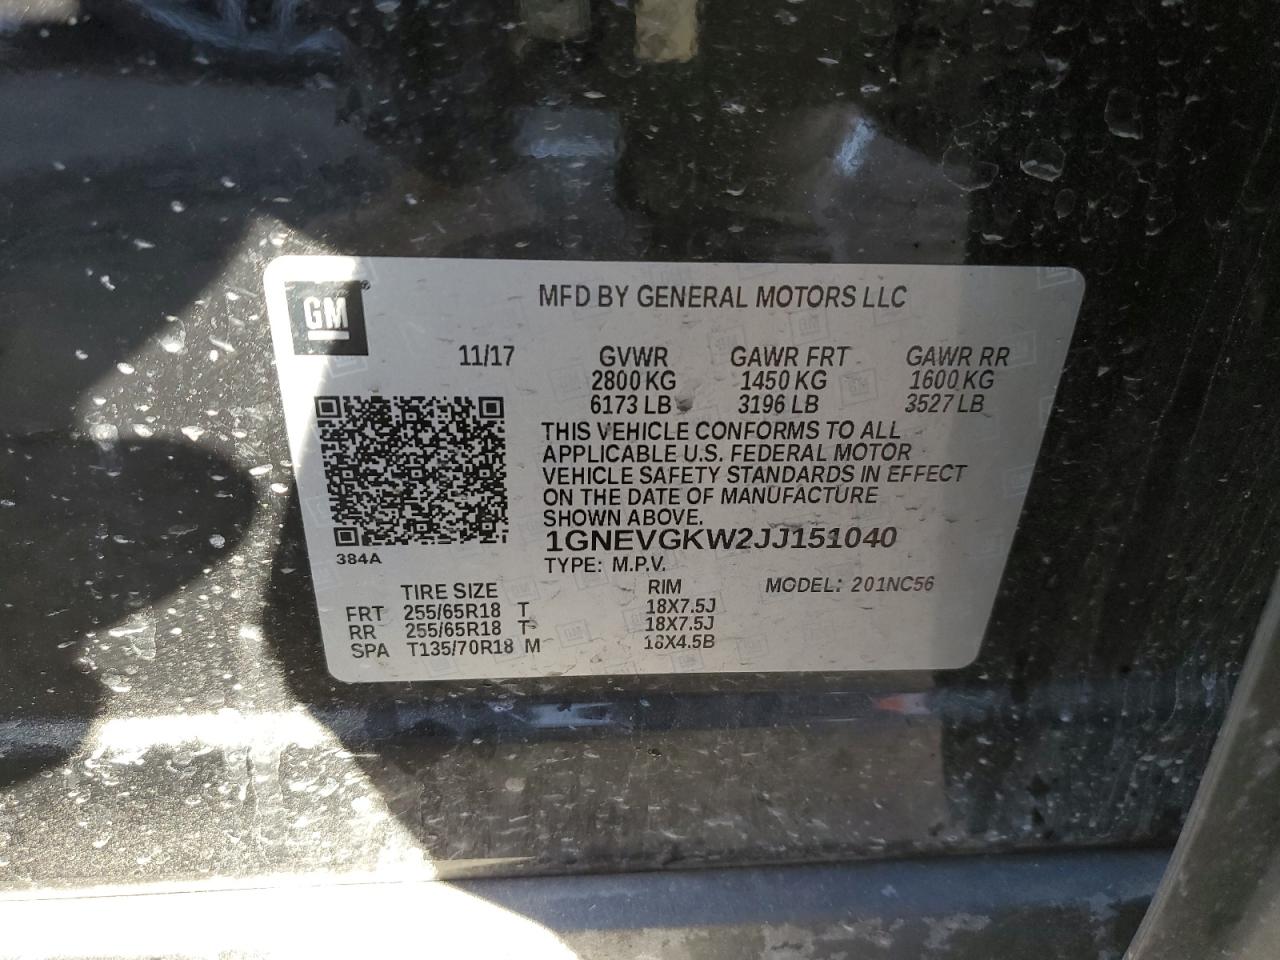 GM
MFD BY GENERAL MOTORS LLC
11/17 GVWR GAWR FRT GAWR RR
2800 KG 1450 KG 1600 KG
6173 LB 3196 LB 3527 LB
THIS VEHICLE CONFORMS TO ALL
APPLICABLE U.S. FEDERAL MOTOR
VEHICLE SAFETY STANDARDS IN EFFECT
ON THE DATE OF MANUFACTURE
SHOWN ABOVE.
1GNEVGKW2JJ151040
384A
TYPE: M.P.V.
TIRE SIZE RIM MODEL: 201NC56
FRT 255/65R18 T 18X7.5J
RR 255/65R18 T 18X7.5J
SPA T135/70R18 M 18X4.5B